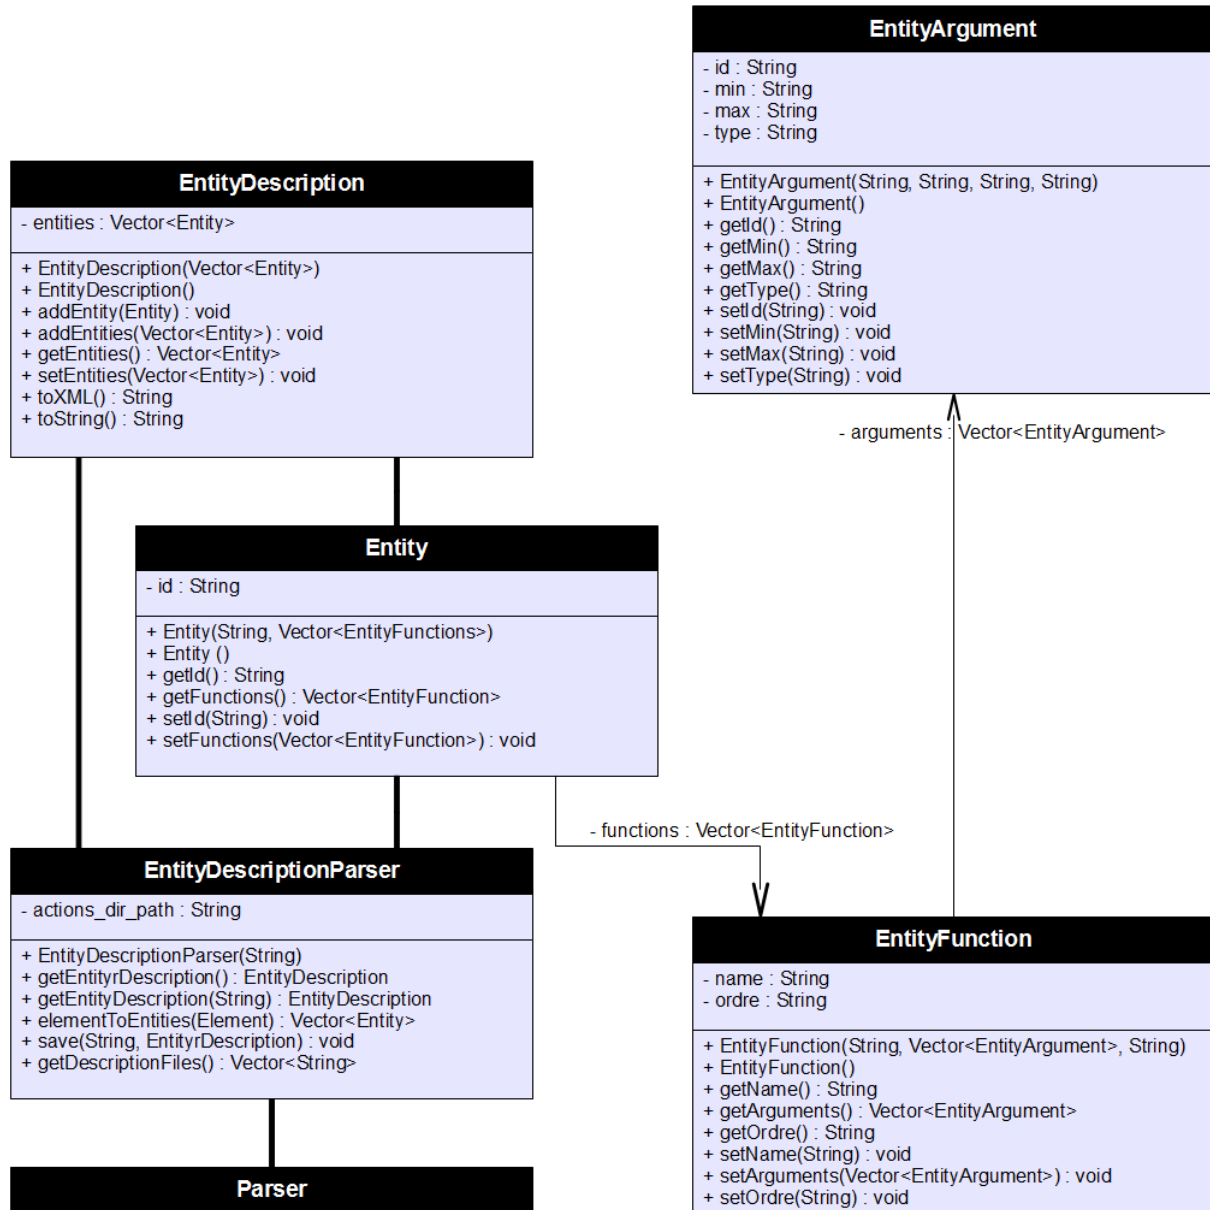 EntityArgument
- id : String
- min : String
- max : String
- type : String
+ EntityArgument(String, String, String, String)
+ EntityArgument()
+ getId() : String
+ getMin() : String
+ getMax() : String
+ getType() : String
+ setId(String) : void
+ setMin(String) : void
+ setMax(String) : void
+ setType(String) : void
EntityDescription
- entities : Vector<Entity>
+ EntityDescription(Vector<Entity>)
+ EntityDescription()
+ addEntity(Entity) : void
+ addEntities(Vector<Entity>) : void
+ getEntities() : Vector<Entity>
+ setEntities(Vector<Entity>) : void
+ toXML() : String
+ toString() : String
- arguments : Vector<EntityArgument>
Entity
- id : String
+ Entity(String, Vector<EntityFunctions>)
+ Entity ()
+ getId() : String
+ getFunctions() : Vector<EntityFunction>
+ setId(String) : void
+ setFunctions(Vector<EntityFunction>) : void
- functions : Vector<EntityFunction>
EntityDescriptionParser
- actions_dir_path : String
+ EntityDescriptionParser(String)
+ getEntityrDescription() : EntityDescription
+ getEntityDescription(String) : EntityDescription
+ elementToEntities(Element) : Vector<Entity>
+ save(String, EntityrDescription) : void
+ getDescriptionFiles() : Vector<String>
EntityFunction
- name : String
- ordre : String
+ EntityFunction(String, Vector<EntityArgument>, String)
+ EntityFunction()
+ getName() : String
+ getArguments() : Vector<EntityArgument>
+ getOrdre() : String
+ setName(String) : void
+ setArguments(Vector<EntityArgument>) : void
+ setOrdre(String) : void
Parser